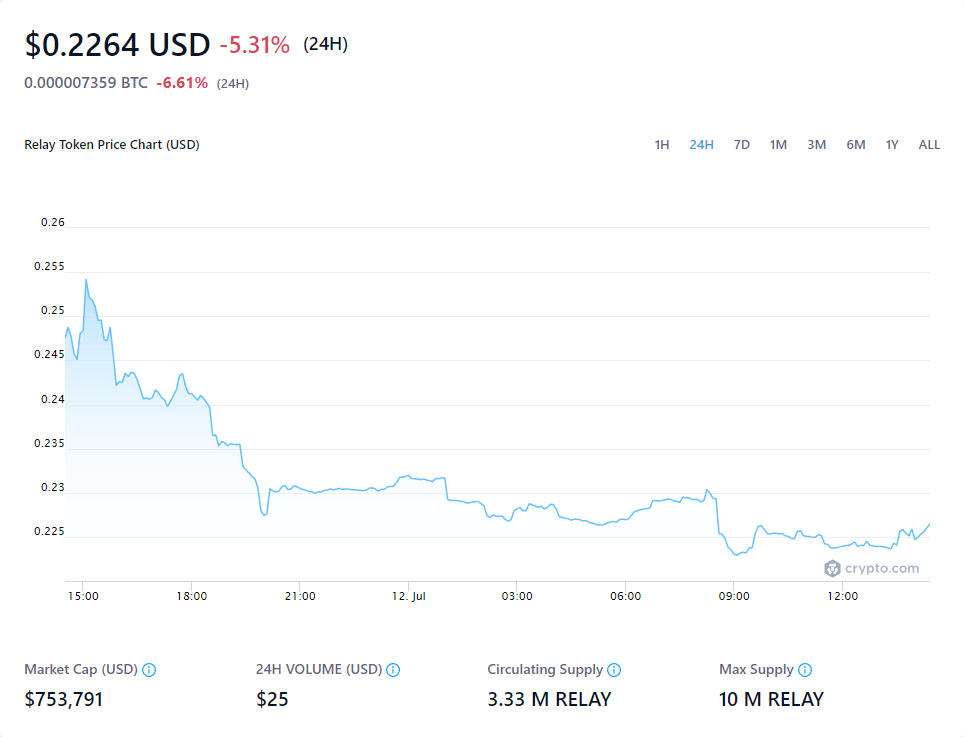 $0.2264 USD -5.31% (24H)
0.000007359 BTC -6.61% (24H)
Relay Token Price Chart (USD)
1H 24H 7D 1M 3M 6M 1Y ALL
0.26
0.255
0.25
0.245
0.24
0.235
0.23
0.225
crypto.com
15:00 18:00 21:00 12. Jul 03:00 06:00 09:00 12:00
Market Cap (USD) 24H VOLUME (USD) Circulating Supply Max Supply
$753,791 $25 3.33 M RELAY 10 M RELAY